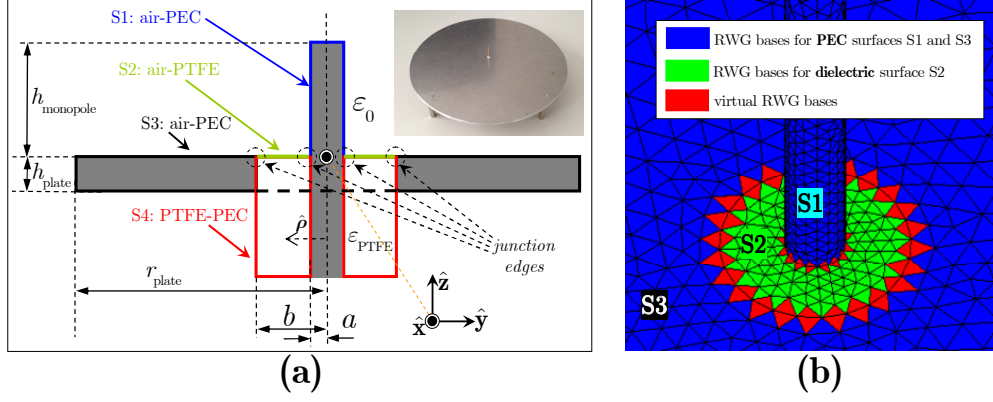 S1: air-PEC
S2: air-PTFE
h_monopole
ε_0
S3: air-PEC
h_plate
S4: PTFE-PEC
ρ̂
ε_PTFE
junction
edges
r_plate
ẑ
b
a
x̂
ŷ
(a)
RWG bases for PEC surfaces S1 and S3
RWG bases for dielectric surface S2
virtual RWG bases
S1
S2
S3
(b)